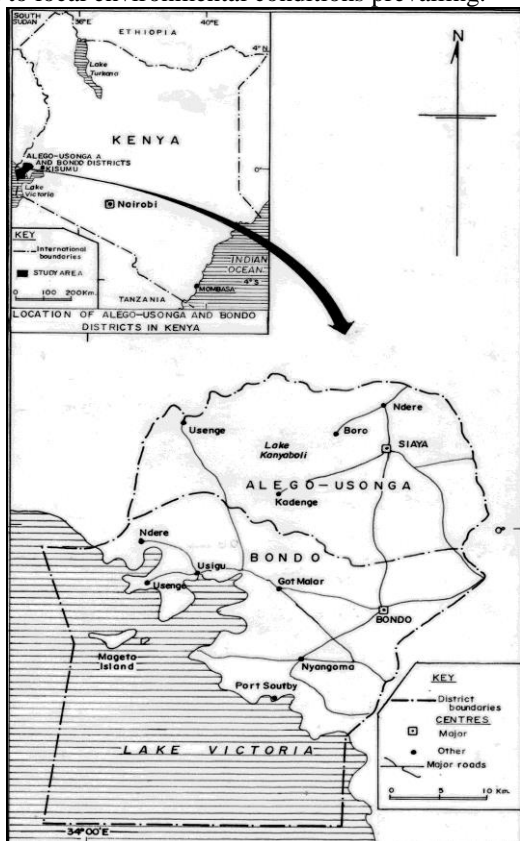 to local environmental conditions prevailing.
SOUTH
SUDAN
36°E
40°E
ETHIOPIA
4°N
Lake
Turkana
KENYA
ALEGO-USONGA A
AND BONDO DISTRICTS
KISUMU
0°
Lake
Victoria
Nairobi
KEY
International
boundaries
STUDY AREA
0 100 200Km.
INDIAN
OCEAN
4°S
MOMBASA
TANZANIA
LOCATION OF ALEGO-USONGA AND BONDO
DISTRICTS IN KENYA
N
Ndere
Usenge
Boro
Lake
Kanyaboli
SIAYA
ALEGO-USONGA
Kadenge
0°
Ndere
BONDO
Usigu
Usenge
Got Malor
BONDO
Mageta
Island
Nyangoma
Port Soutby
LAKE VICTORIA
KEY
District
boundaries
CENTRES
Major
Other
Major roads
0 5 10 Km.
34°00'E